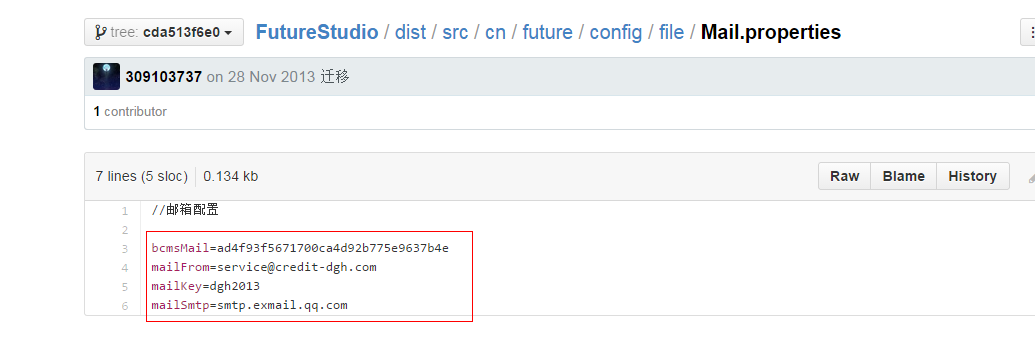 tree: cda513f6e0 FutureStudio / dist / src / cn / future / config / file / Mail.properties
309103737 on 28 Nov 2013 迁移
1 contributor
7 lines (5 sloc) 0.134 kb Raw Blame History
1 //邮箱配置
2
3 bcmsMail=ad4f93f5671700ca4d92b775e9637b4e
4 mailFrom=service@credit-dgh.com
5 mailKey=dgh2013
6 mailSmtp=smtp.exmail.qq.com